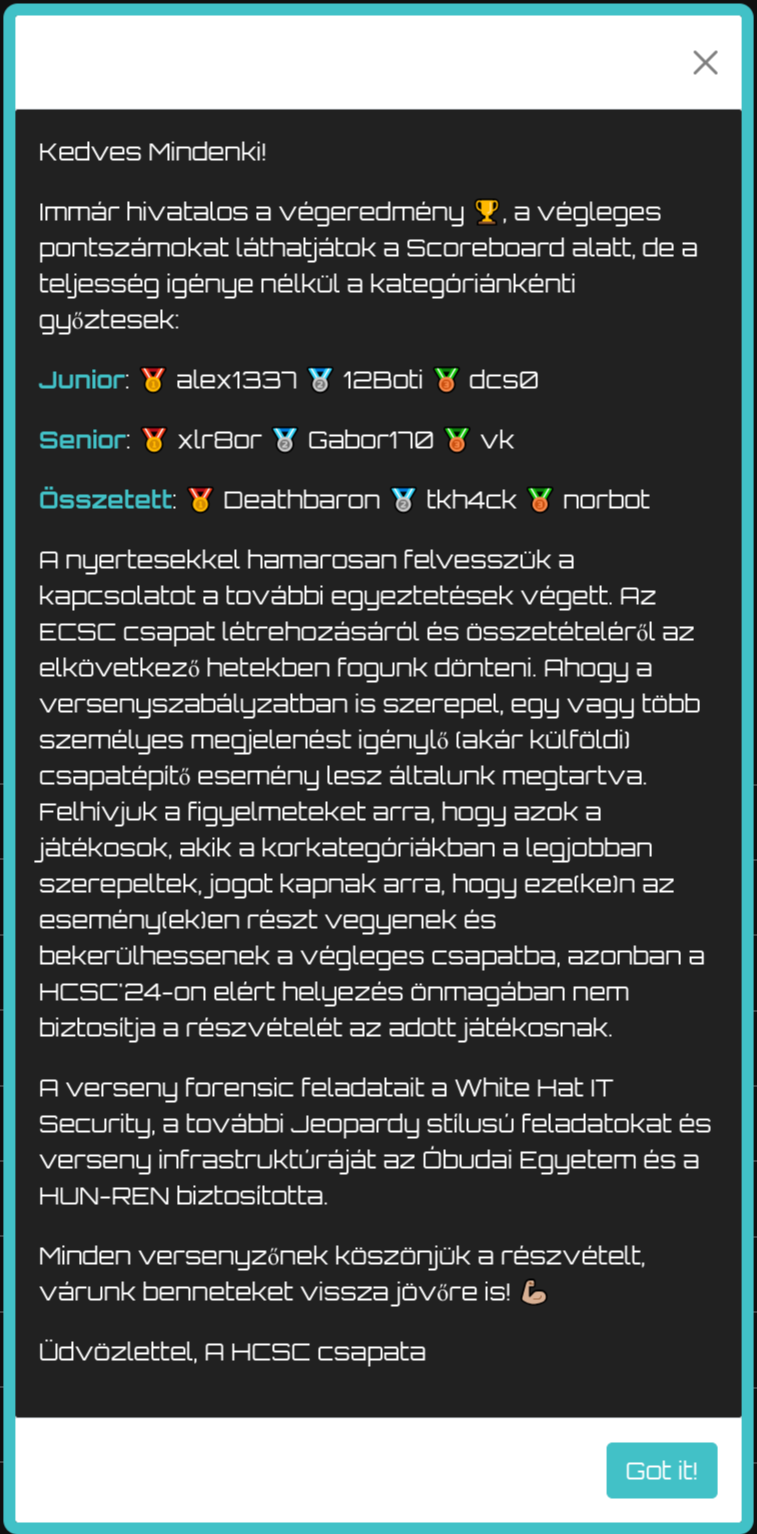 Kedves Mindenki!
Immár hivatalos a végeredmény 🏆, a végleges
pontszámokat láthatjátok a Scoreboard alatt, de a
teljesség igénye nélkül a kategóriánkénti
győztesek:
Junior: 🥇 alex1337 🥈 12Boti 🥉 dcs0
Senior: 🥇 xlr8or 🥈 Gabor170 🥉 vk
Összetett: 🥇 Deathbaron 🥈 tkh4ck 🥉 norbot
A nyertesekkel hamarosan felvesszük a
kapcsolatot a további egyeztetések végett. Az
ECSC csapat létrehozásáról és összetételéről az
elkövetkező hetekben fogunk dönteni. Ahogy a
versenyszabályzatban is szerepel, egy vagy több
személyes megjelenést igénylő (akár külföldi)
csapatépítő esemény lesz általunk megtartva.
Felhívjuk a figyelmeteket arra, hogy azok a
játékosok, akik a korkategóriákban a legjobban
szerepeltek, jogot kapnak arra, hogy eze(ke)n az
esemény(ek)en részt vegyenek és
bekerülhessenek a végleges csapatba, azonban a
HCSC'24-on elért helyezés önmagában nem
biztosítja a részvételét az adott játékosnak.
A verseny forensic feladatait a White Hat IT
Security, a további Jeopardy stílusú feladatokat és
verseny infrastruktúráját az Óbudai Egyetem és a
HUN-REN biztosította.
Minden versenyzőnek köszönjük a részvételt,
várunk benneteket vissza jövőre is! 💪🏼
Üdvözlettel, A HCSC csapata
Got it!